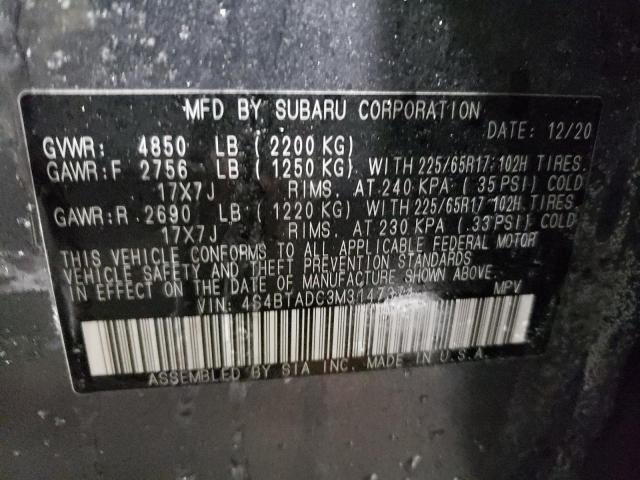 MFD BY SUBARU CORPORATION
DATE: 12/20
GVWR: 4850 LB ( 2200 KG)
GAWR:F 2756 LB ( 1250 KG) WITH 225/65R17 102H TIRES.
17X7J RIMS. AT 240 KPA ( 35 PSI) COLD
GAWR:R 2690 LB ( 1220 KG) WITH 225/65R17 102H TIRES.
17X7J RIMS. AT 230 KPA ( 33 PSI) COLD
THIS VEHICLE CONFORMS TO ALL APPLICABLE FEDERAL MOTOR
VEHICLE SAFETY AND THEFT PREVENTION STANDARDS
IN EFFECT ON THE DATE OF MANUFACTURE SHOWN ABOVE.
VIN: MPV
ASSEMBLED BY SIA INC. MADE IN U.S.A.